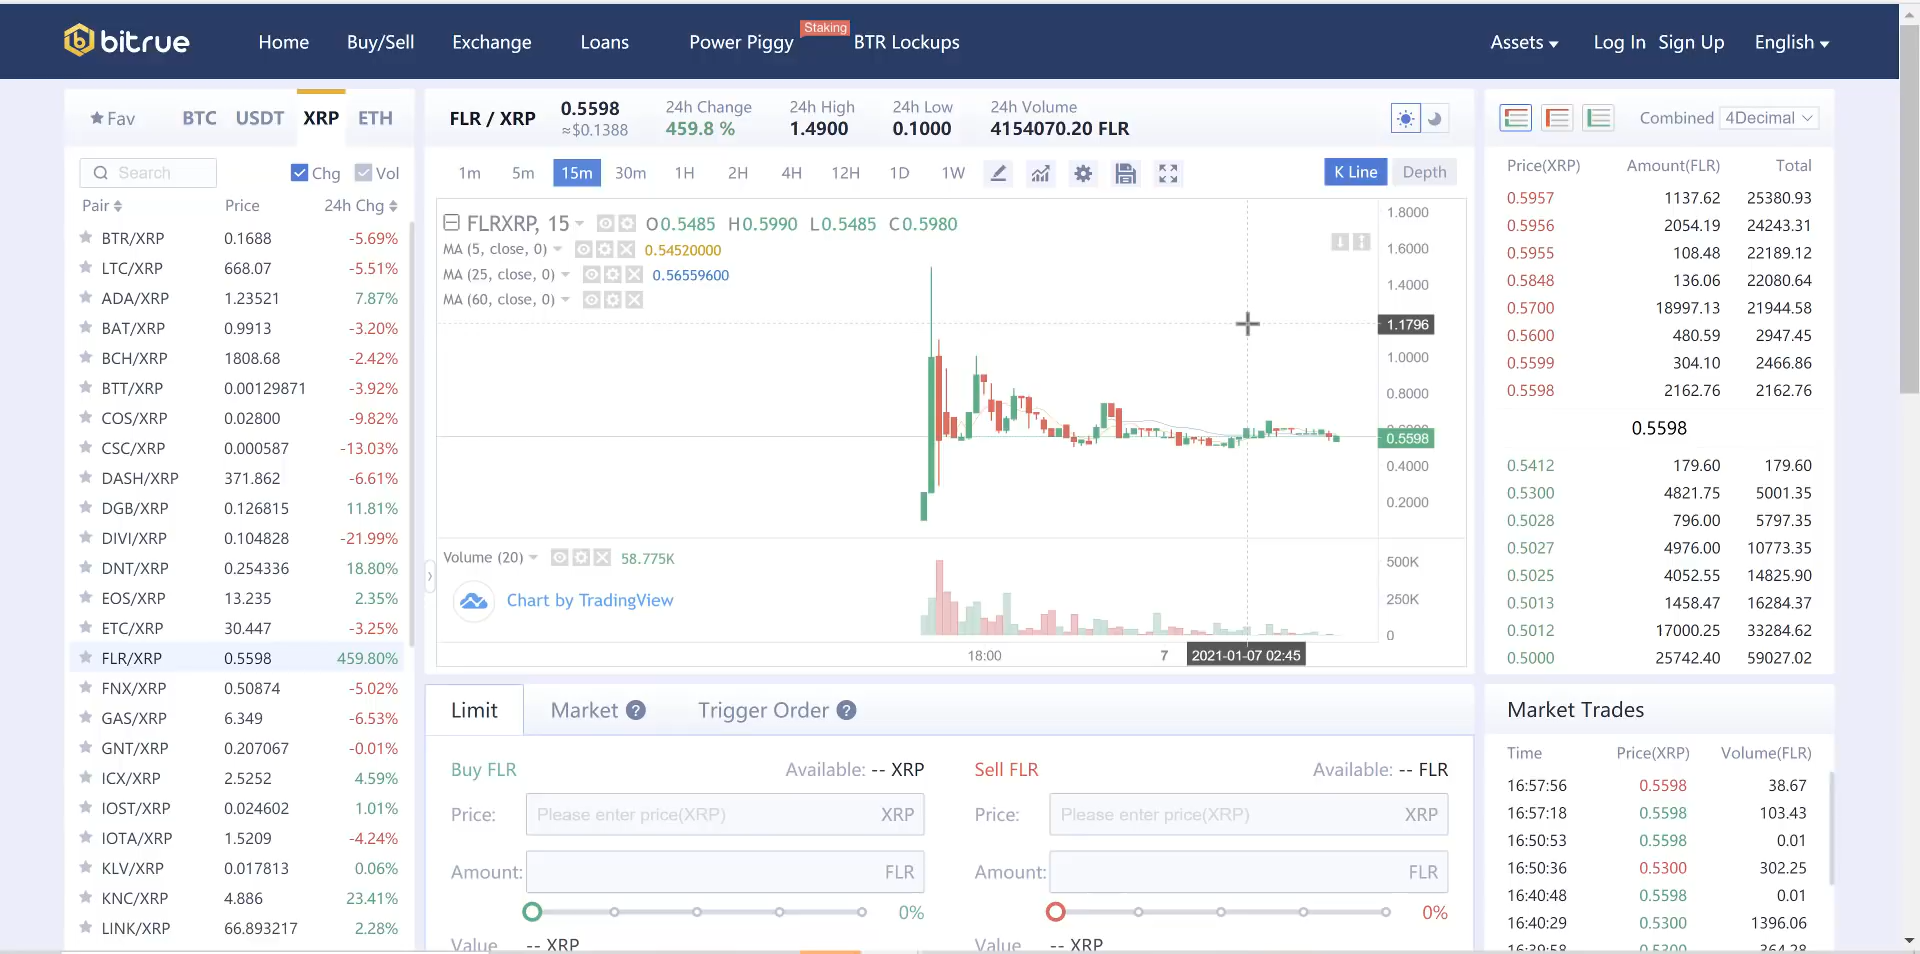 bitrue
Home
Buy/Sell
Exchange
Loans
Power Piggy
Staking
BTR Lockups
Assets
Log In
Sign Up
English
Fav
BTC
USDT
XRP
ETH
Search
Chg
Vol
Pair
Price
24h Chg
BTR/XRP 0.1688 -5.69%
LTC/XRP 668.07 -5.51%
ADA/XRP 1.23521 7.87%
BAT/XRP 0.9913 -3.20%
BCH/XRP 1808.68 -2.42%
BTT/XRP 0.00129871 -3.92%
COS/XRP 0.02800 -9.82%
CSC/XRP 0.000587 -13.03%
DASH/XRP 371.862 -6.61%
DGB/XRP 0.126815 11.81%
DIVI/XRP 0.104828 -21.99%
DNT/XRP 0.254336 18.80%
EOS/XRP 13.235 2.35%
ETC/XRP 30.447 -3.25%
FLR/XRP 0.5598 459.80%
FNX/XRP 0.50874 -5.02%
GAS/XRP 6.349 -6.53%
GNT/XRP 0.207067 -0.01%
ICX/XRP 2.5252 4.59%
IOST/XRP 0.024602 1.01%
IOTA/XRP 1.5209 -4.24%
KLV/XRP 0.017813 0.06%
KNC/XRP 4.886 23.41%
LINK/XRP 66.893217 2.28%
FLR / XRP
0.5598
≈$0.1388
24h Change
459.8 %
24h High
1.4900
24h Low
0.1000
24h Volume
4154070.20 FLR
1m 5m 15m 30m 1H 2H 4H 12H 1D 1W
K Line
Depth
FLRXRP, 15 O0.5485 H0.5990 L0.5485 C0.5980
MA (5, close, 0) 0.54520000
MA (25, close, 0) 0.56559600
MA (60, close, 0)
1.8000
1.6000
1.4000
1.1796
1.0000
0.8000
0.5598
0.4000
0.2000
Volume (20) 58.775K
Chart by TradingView
500K
250K
0
18:00
7
2021-01-07 02:45
Limit
Market ?
Trigger Order ?
Buy FLR
Available: -- XRP
Price: Please enter price(XRP) XRP
Amount: FLR
0%
Value -- XRP
Sell FLR
Available: -- FLR
Price: Please enter price(XRP) XRP
Amount: FLR
0%
Value -- XRP
Combined
4Decimal
Price(XRP) Amount(FLR) Total
0.5957 1137.62 25380.93
0.5956 2054.19 24243.31
0.5955 108.48 22189.12
0.5848 136.06 22080.64
0.5700 18997.13 21944.58
0.5600 480.59 2947.45
0.5599 304.10 2466.86
0.5598 2162.76 2162.76
0.5598
0.5412 179.60 179.60
0.5300 4821.75 5001.35
0.5028 796.00 5797.35
0.5027 4976.00 10773.35
0.5025 4052.55 14825.90
0.5013 1458.47 16284.37
0.5012 17000.25 33284.62
0.5000 25742.40 59027.02
Market Trades
Time Price(XRP) Volume(FLR)
16:57:56 0.5598 38.67
16:57:18 0.5598 103.43
16:50:53 0.5598 0.01
16:50:36 0.5300 302.25
16:40:48 0.5598 0.01
16:40:29 0.5300 1396.06
16:39:58 0.5300 364.28